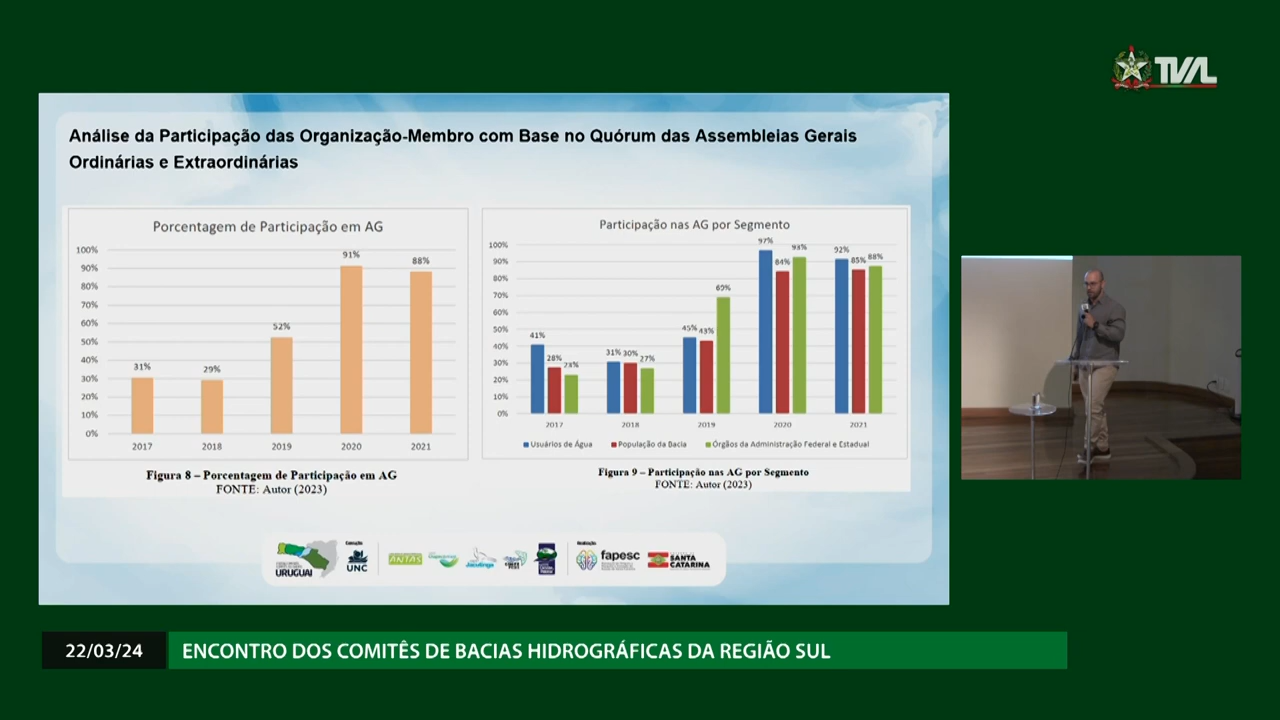 TVAL
Análise da Participação das Organização-Membro com Base no Quórum das Assembleias Gerais
Ordinárias e Extraordinárias
Porcentagem de Participação em AG
100%
90%
80%
70%
60%
50%
40%
30%
20%
10%
0%
31%
29%
52%
91%
88%
2017
2018
2019
2020
2021
Figura 8 – Porcentagem de Participação em AG
FONTE: Autor (2023)
Participação nas AG por Segmento
100%
90%
80%
70%
60%
50%
40%
30%
20%
10%
0%
41%
28%
23%
31%
30%
27%
45%
43%
69%
97%
84%
93%
92%
85%
88%
2017
2018
2019
2020
2021
Usuários de Água
População da Bacia
Órgãos da Administração Federal e Estadual
Figura 9 – Participação nas AG por Segmento
FONTE: Autor (2023)
URUGUAI
UNC
ANTAS
Jacutinga
fapesc
SANTA
CATARINA
22/03/24
ENCONTRO DOS COMITÊS DE BACIAS HIDROGRÁFICAS DA REGIÃO SUL